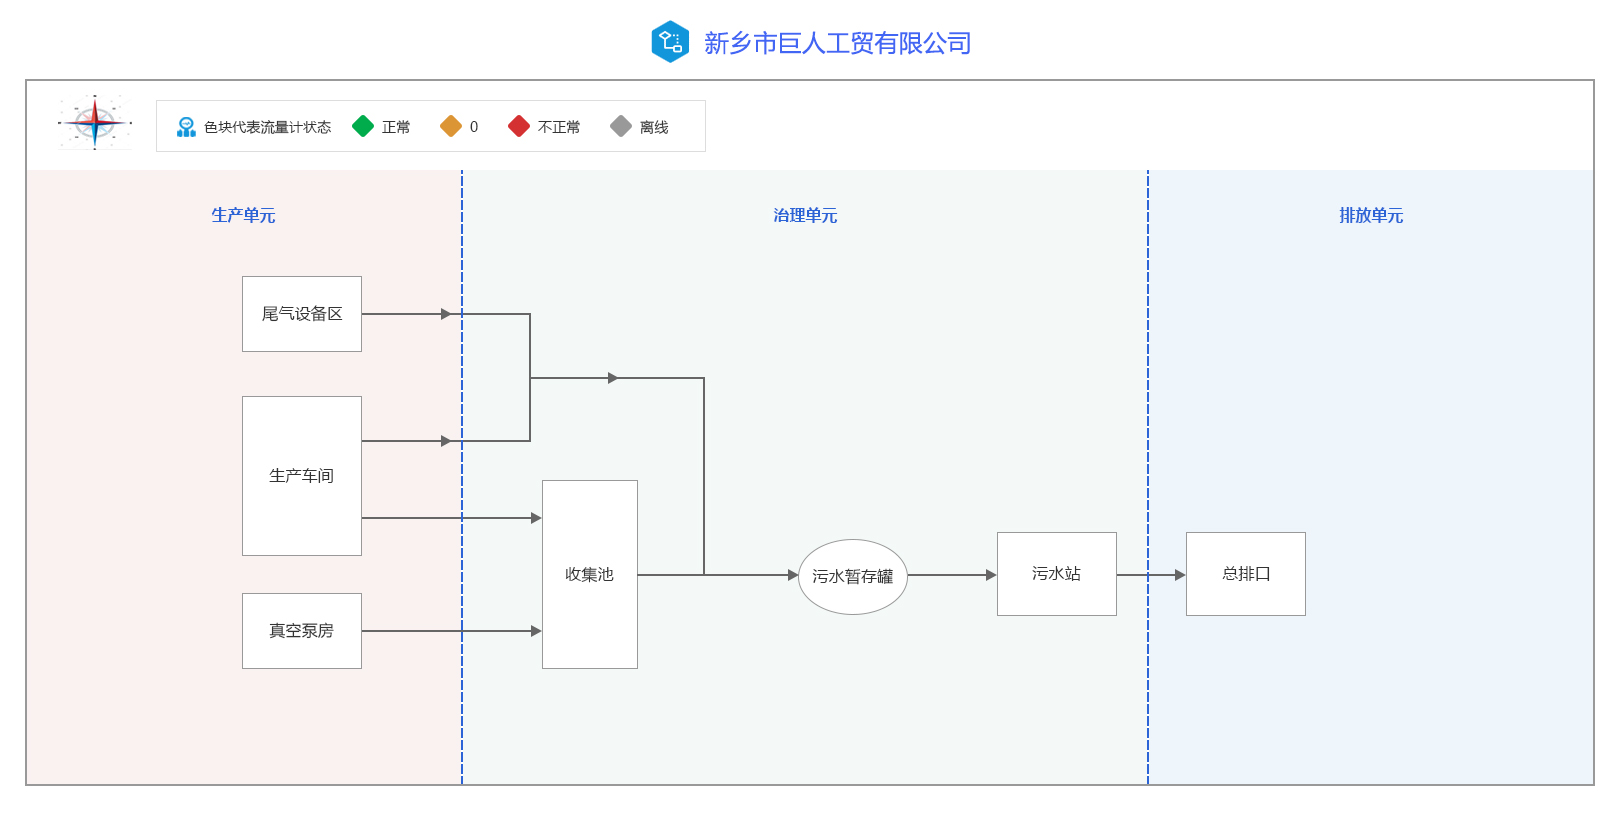 新乡市巨人工贸有限公司
色块代表流量计状态 正常 0 不正常 离线
生产单元 治理单元 排放单元
尾气设备区
生产车间
真空泵房
收集池
污水暂存罐
污水站
总排口